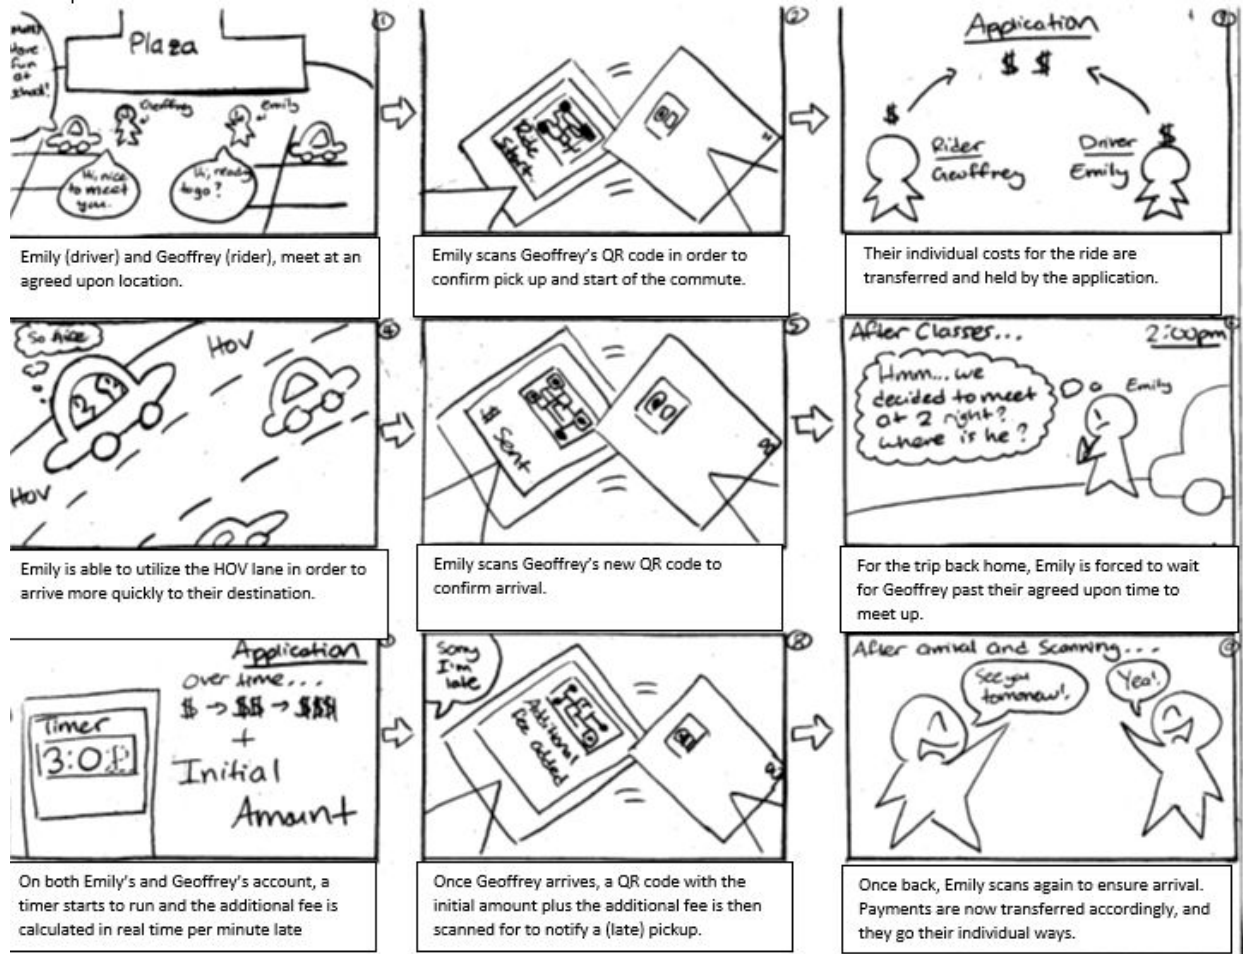 ①
Have
fun
at
Plaza
Geoffrey
Emily
Hi, nice
to meet
you.
Hi, ready
to go?
Emily (driver) and Geoffrey (rider), meet at an
agreed upon location.
②
Ride
Start
Emily scans Geoffrey's QR code in order to
confirm pick up and start of the commute.
Application
$ $
$
Rider
Geoffrey
$
Driver
Emily
Their individual costs for the ride are
transferred and held by the application.
④
So nice
HOV
HOV
Emily is able to utilize the HOV lane in order to
arrive more quickly to their destination.
⑤
$ Sent
Emily scans Geoffrey's new QR code to
confirm arrival.
After Classes...
2:00pm
Hmm... we
decided to meet
at 2 right?
where is he?
Emily
For the trip back home, Emily is forced to wait
for Geoffrey past their agreed upon time to
meet up.
Application
over time...
$ → $$ → $$$
+
Initial
Amount
Timer
On both Emily's and Geoffrey's account, a
timer starts to run and the additional fee is
calculated in real time per minute late
⑧
Sorry
I'm
late
Additional
fee added
Once Geoffrey arrives, a QR code with the
initial amount plus the additional fee is then
scanned for to notify a (late) pickup.
After arrival and Scanning...
See you
tomorrow!
Yea!
Once back, Emily scans again to ensure arrival.
Payments are now transferred accordingly, and
they go their individual ways.